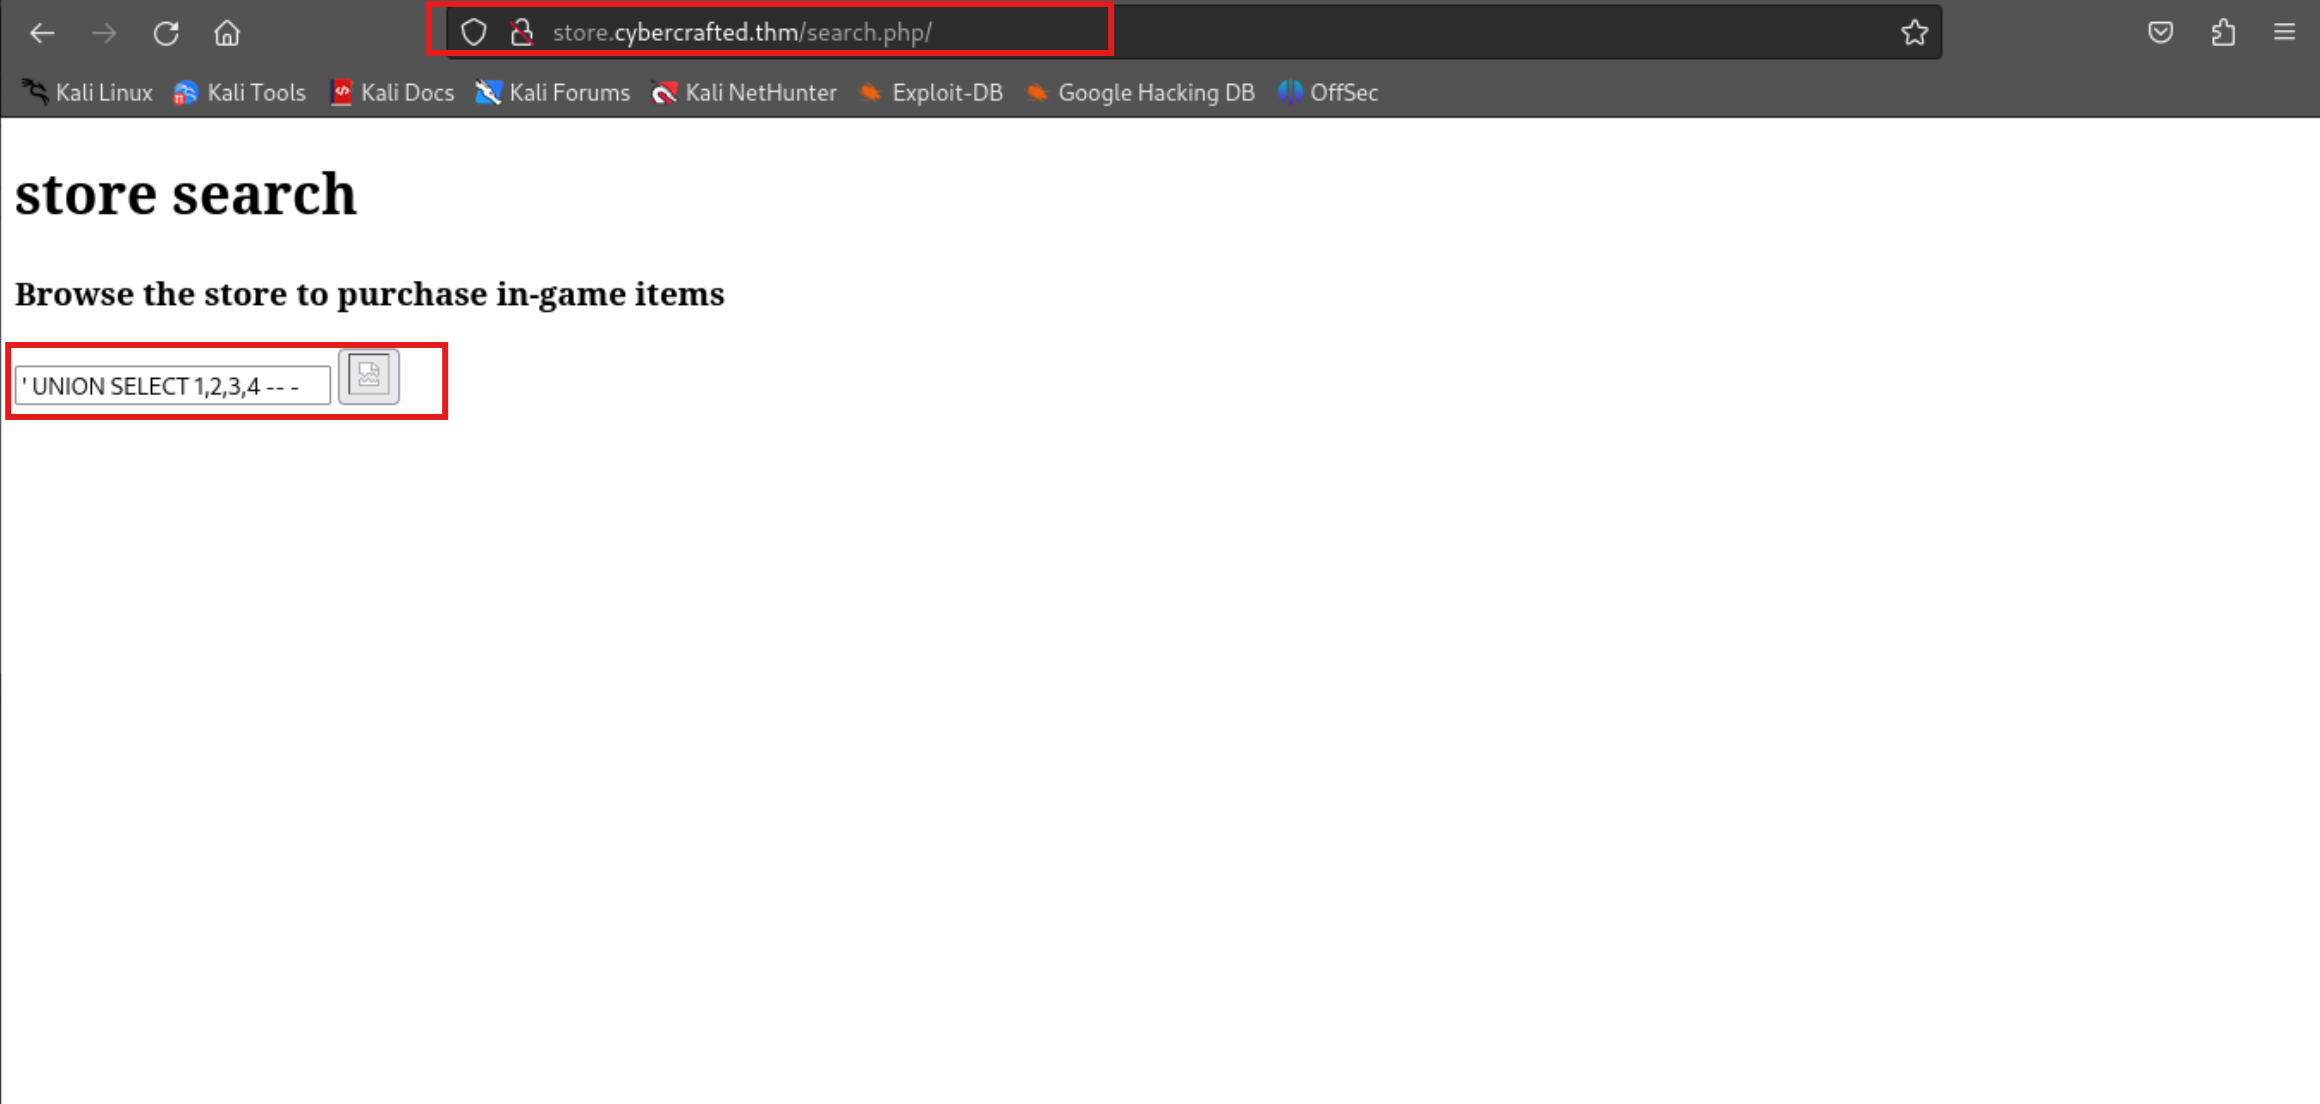 store.cybercrafted.thm/search.php/
Kali Linux Kali Tools Kali Docs Kali Forums Kali NetHunter Exploit-DB Google Hacking DB OffSec
store search
Browse the store to purchase in-game items
' UNION SELECT 1,2,3,4 -- -